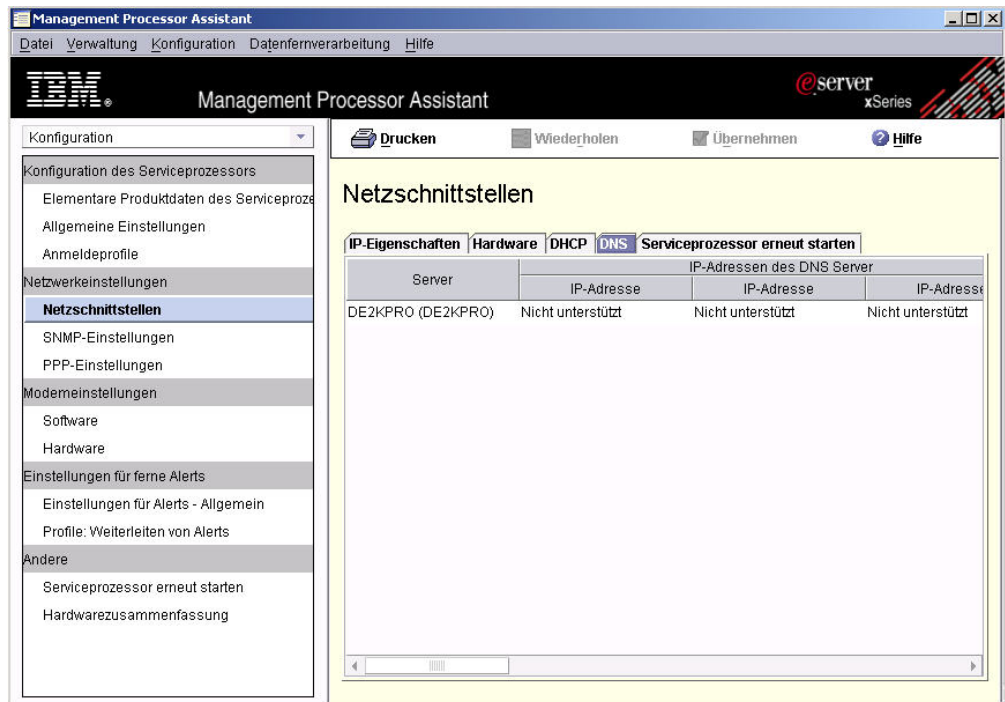 Management Processor Assistant
Datei Verwaltung Konfiguration Datenfernverarbeitung Hilfe
IBM®
Management Processor Assistant
eserver
xSeries
Konfiguration
Drucken Wiederholen Übernehmen Hilfe
Konfiguration des Serviceprozessors
Elementare Produktdaten des Serviceproze
Allgemeine Einstellungen
Anmeldeprofile
Netzwerkeinstellungen
Netzschnittstellen
SNMP-Einstellungen
PPP-Einstellungen
Modemeinstellungen
Software
Hardware
Einstellungen für ferne Alerts
Einstellungen für Alerts - Allgemein
Profile: Weiterleiten von Alerts
Andere
Serviceprozessor erneut starten
Hardwarezusammenfassung
Netzschnittstellen
IP-Eigenschaften Hardware DHCP DNS Serviceprozessor erneut starten
IP-Adressen des DNS Server
Server IP-Adresse IP-Adresse IP-Adresse
DE2KPRO (DE2KPRO) Nicht unterstützt Nicht unterstützt Nicht unterstützt